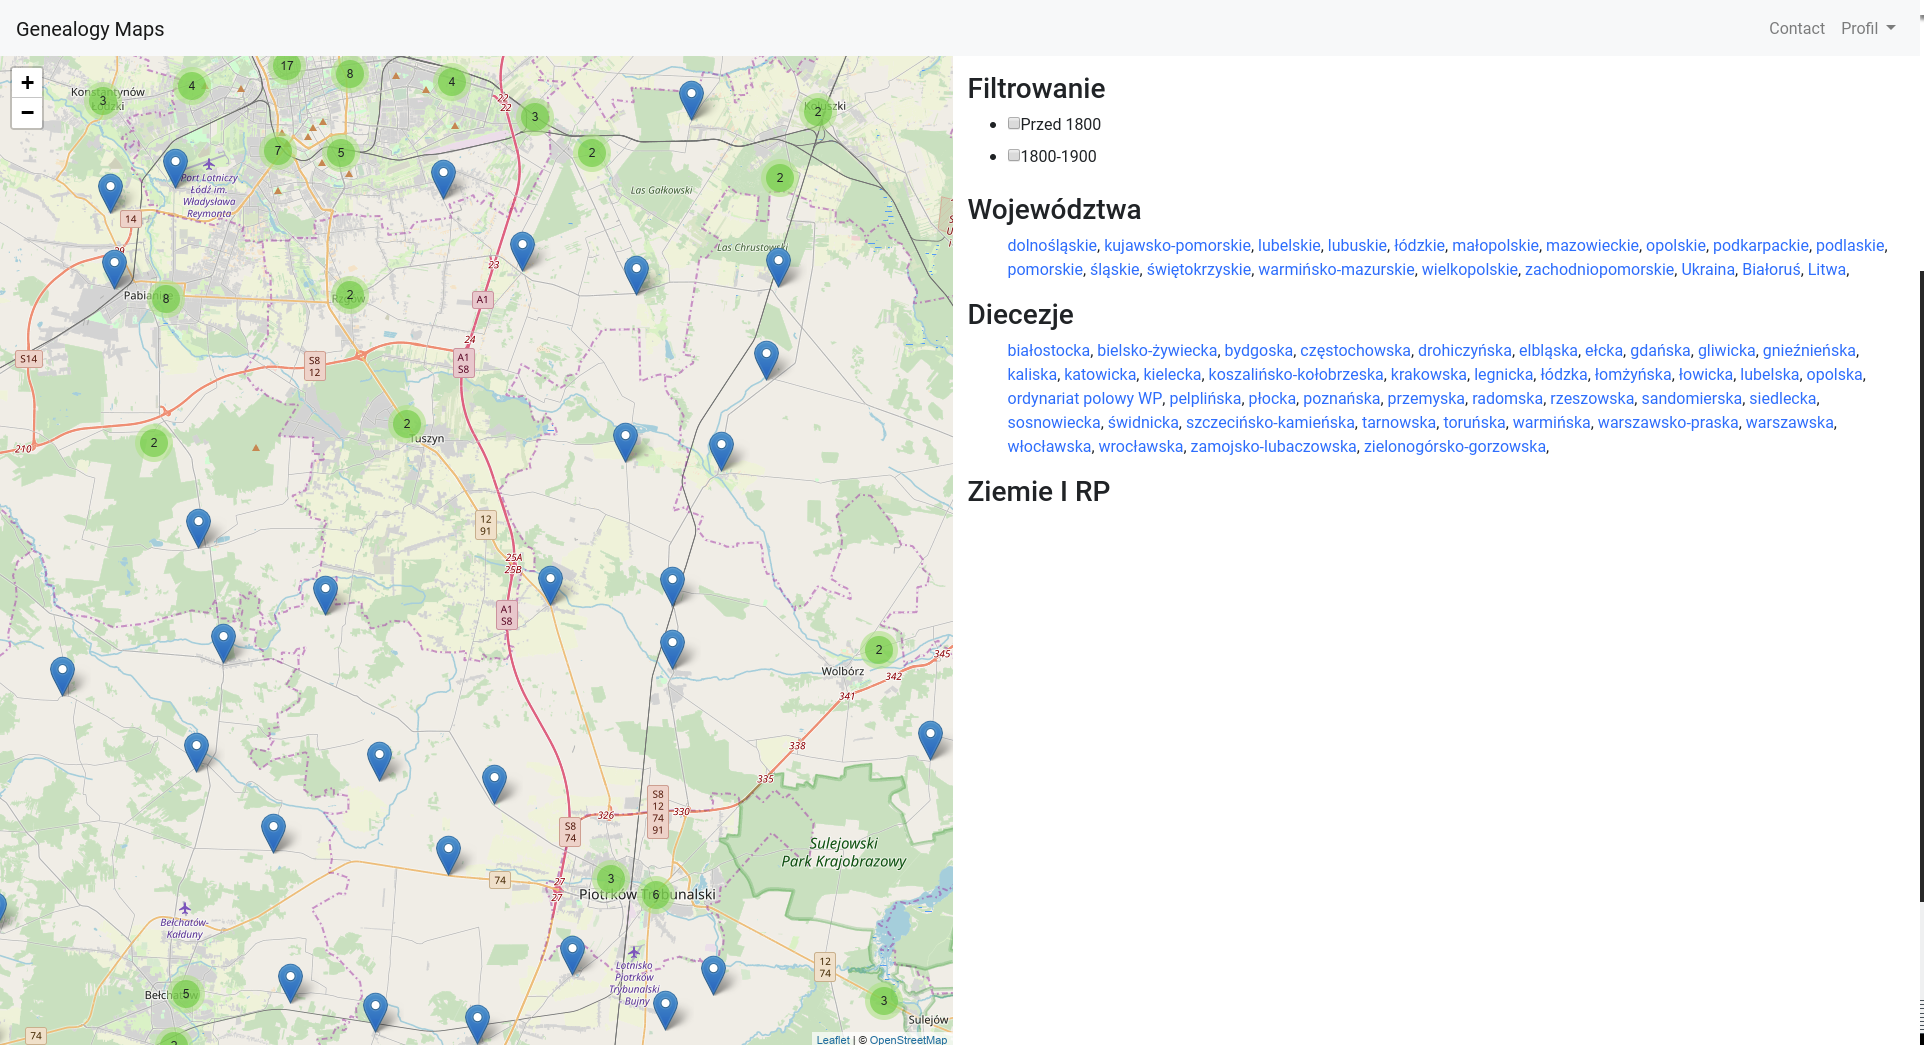 Genealogy Maps
Contact
Profil
+
−
17
8
4
4
3
Konstantynów
Łódzki
22
22
3
2
7
5
2
2
Port Lotniczy
Łódź im.
Władysława
Reymonta
Las Gałkowski
14
Las Chrustowski
23
Pabianice
8
2
A1
24
S14
S8
12
A1
S8
2
Tuszyn
2
210
12
91
25A
25B
A1
S8
2
345
Wolbórz
342
341
338
335
S8
12
74
91
326
330
S8
74
Sulejowski
Park Krajobrazowy
74
27
27
3
Piotrków Trybunalski
6
Bełchatów-
Kałduny
Lotnisko
Piotrków
Trybunalski
Bujny
12
74
Bełchatów
5
3
Sulejów
74
Leaflet | © OpenStreetMap
Filtrowanie
Przed 1800
1800-1900
Województwa
dolnośląskie, kujawsko-pomorskie, lubelskie, lubuskie, łódzkie, małopolskie, mazowieckie, opolskie, podkarpackie, podlaskie,
pomorskie, śląskie, świętokrzyskie, warmińsko-mazurskie, wielkopolskie, zachodniopomorskie, Ukraina, Białoruś, Litwa,
Diecezje
białostocka, bielsko-żywiecka, bydgoska, częstochowska, drohiczyńska, elbląska, ełcka, gdańska, gliwicka, gnieźnieńska,
kaliska, katowicka, kielecka, koszalińsko-kołobrzeska, krakowska, legnicka, łódzka, łomżyńska, łowicka, lubelska, opolska,
ordynariat polowy WP, pelplińska, płocka, poznańska, przemyska, radomska, rzeszowska, sandomierska, siedlecka,
sosnowiecka, świdnicka, szczecińsko-kamieńska, tarnowska, toruńska, warmińska, warszawsko-praska, warszawska,
włocławska, wrocławska, zamojsko-lubaczowska, zielonogórsko-gorzowska,
Ziemie I RP